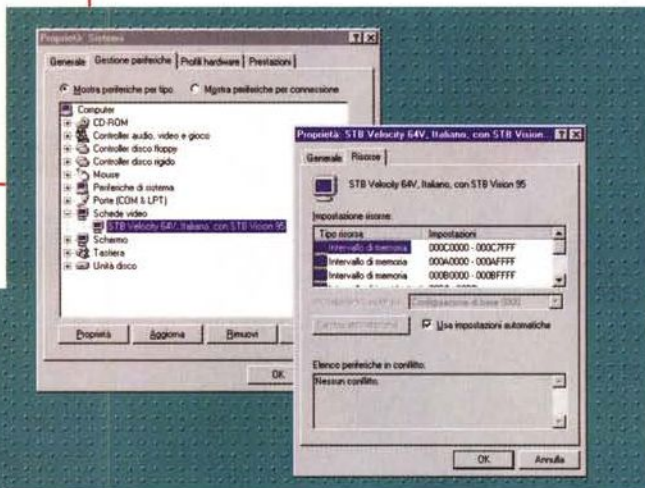 Proprietà Sistema
Generale
Gestione periferiche
Profili hardware
Prestazioni
Mostra periferiche per tipo
Mostra periferiche per connessione
Computer
CD-ROM
Controller audio, video e gioco
Controller disco floppy
Controller disco rigido
Mouse
Periferiche di sistema
Porte (COM & LPT)
Schede video
STB Velocity 64V, Italiano, con STB Vision 95
Schermo
Tastiera
Unità disco
Proprietà
Aggiorna
Rimuovi
OK
Proprietà STB Velocity 64V, Italiano, con STB Vision
Generale
Risorse
STB Velocity 64V, Italiano, con STB Vision 95
Impostazione risorse:
Tipo risorsa
Impostazioni
Intervallo di memoria
000C0000 - 000C7FFF
Intervallo di memoria
000A0000 - 000AFFFF
Intervallo di memoria
000B0000 - 000BFFFF
Configurazione di base 0000
Usa impostazioni automatiche
Elenco periferiche in conflitto:
Nessun conflitto.
OK
Annulla